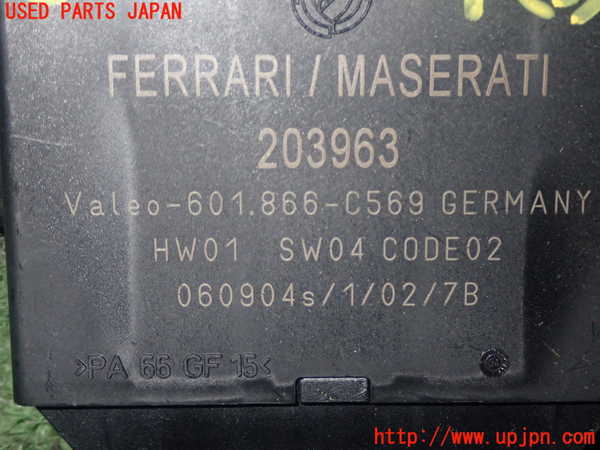 USED PARTS JAPAN
FERRARI / MASERATI
203963
Valeo-601.866-C569 GERMANY
HW01 SW04 CODE02
060904s/1/02/7B
>PA 66 GF 15<
http://www.upjpn.com